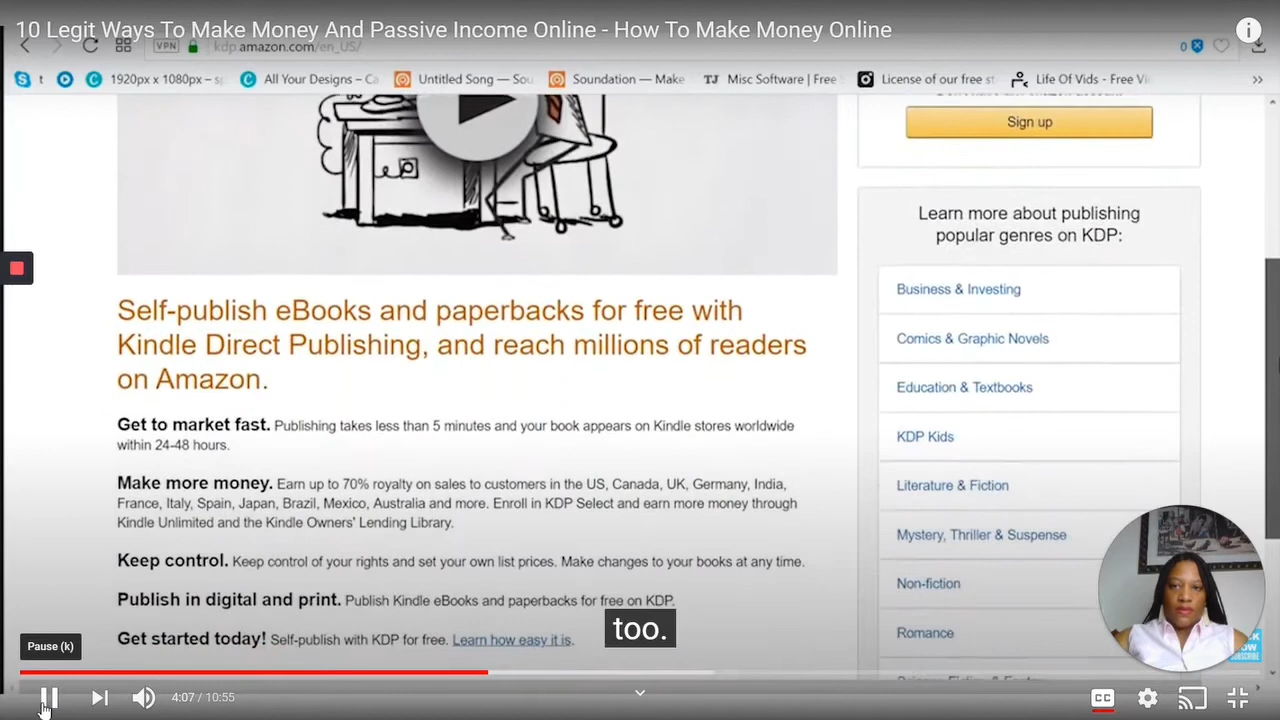 10 Legit Ways To Make Money And Passive Income Online - How To Make Money Online
VPN kdp.amazon.com/en_US/
0
t 1920px x 1080px – s All Your Designs – Ca Untitled Song — Sou Soundation — Make TJ Misc Software | Free License of our free st Life Of Vids - Free Vi »
Sign up
Learn more about publishing
popular genres on KDP:
Business & Investing
Comics & Graphic Novels
Education & Textbooks
KDP Kids
Literature & Fiction
Mystery, Thriller & Suspense
Non-fiction
Romance
Self-publish eBooks and paperbacks for free with
Kindle Direct Publishing, and reach millions of readers
on Amazon.
Get to market fast. Publishing takes less than 5 minutes and your book appears on Kindle stores worldwide
within 24-48 hours.
Make more money. Earn up to 70% royalty on sales to customers in the US, Canada, UK, Germany, India,
France, Italy, Spain, Japan, Brazil, Mexico, Australia and more. Enroll in KDP Select and earn more money through
Kindle Unlimited and the Kindle Owners' Lending Library.
Keep control. Keep control of your rights and set your own list prices. Make changes to your books at any time.
Publish in digital and print. Publish Kindle eBooks and paperbacks for free on KDP.
Get started today! Self-publish with KDP for free. Learn how easy it is.
too.
Pause (k)
SUBSCRIBE
4:07 / 10:55
CC